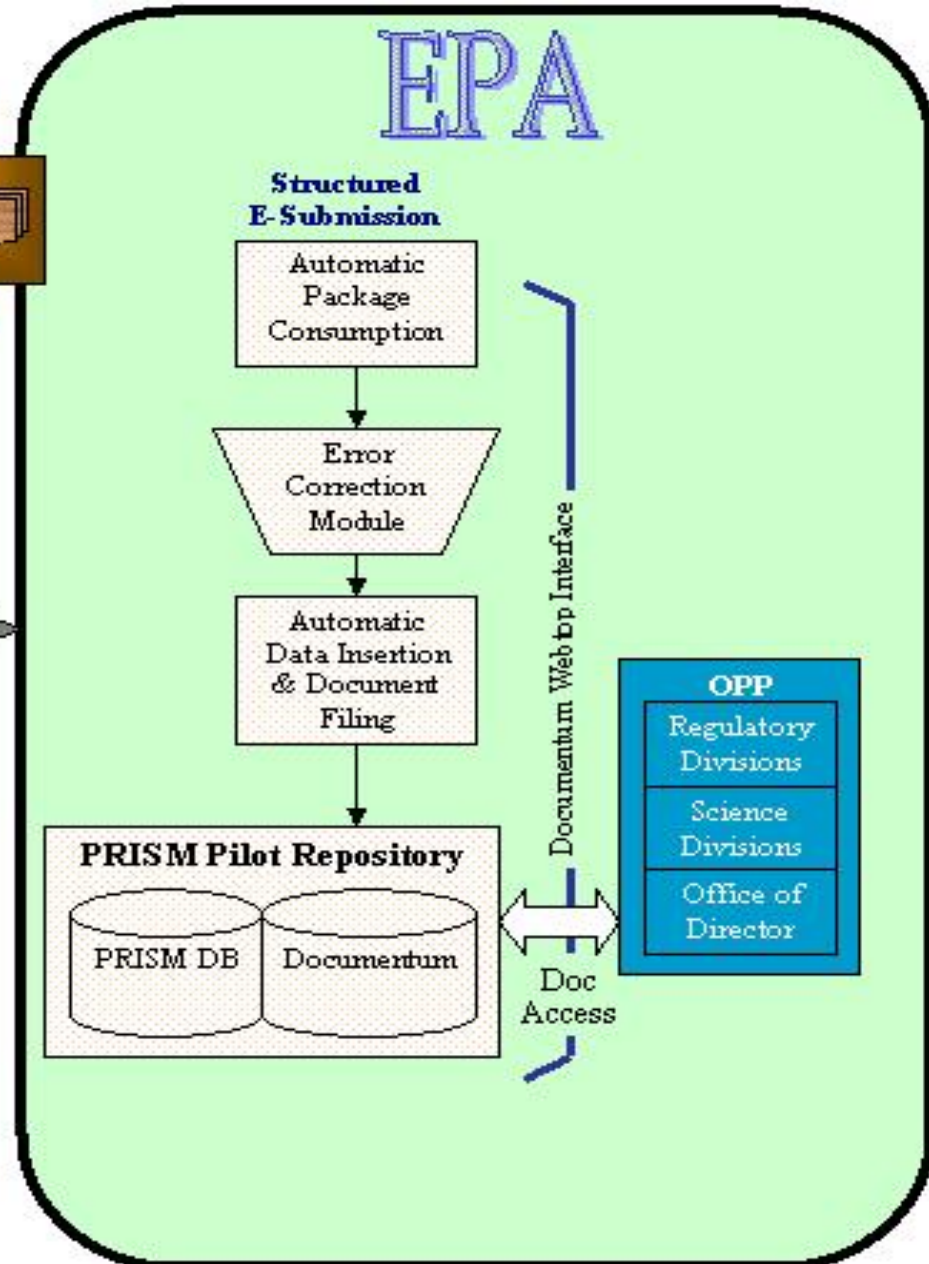 EPA
Structured
E-Submission
Automatic
Package
Consumption
Error
Correction
Module
Automatic
Data Insertion
& Document
Filing
PRISM Pilot Repository
PRISM DB
Documentum
Documentum Webtop Interface
Doc
Access
OPP
Regulatory
Divisions
Science
Divisions
Office of
Director